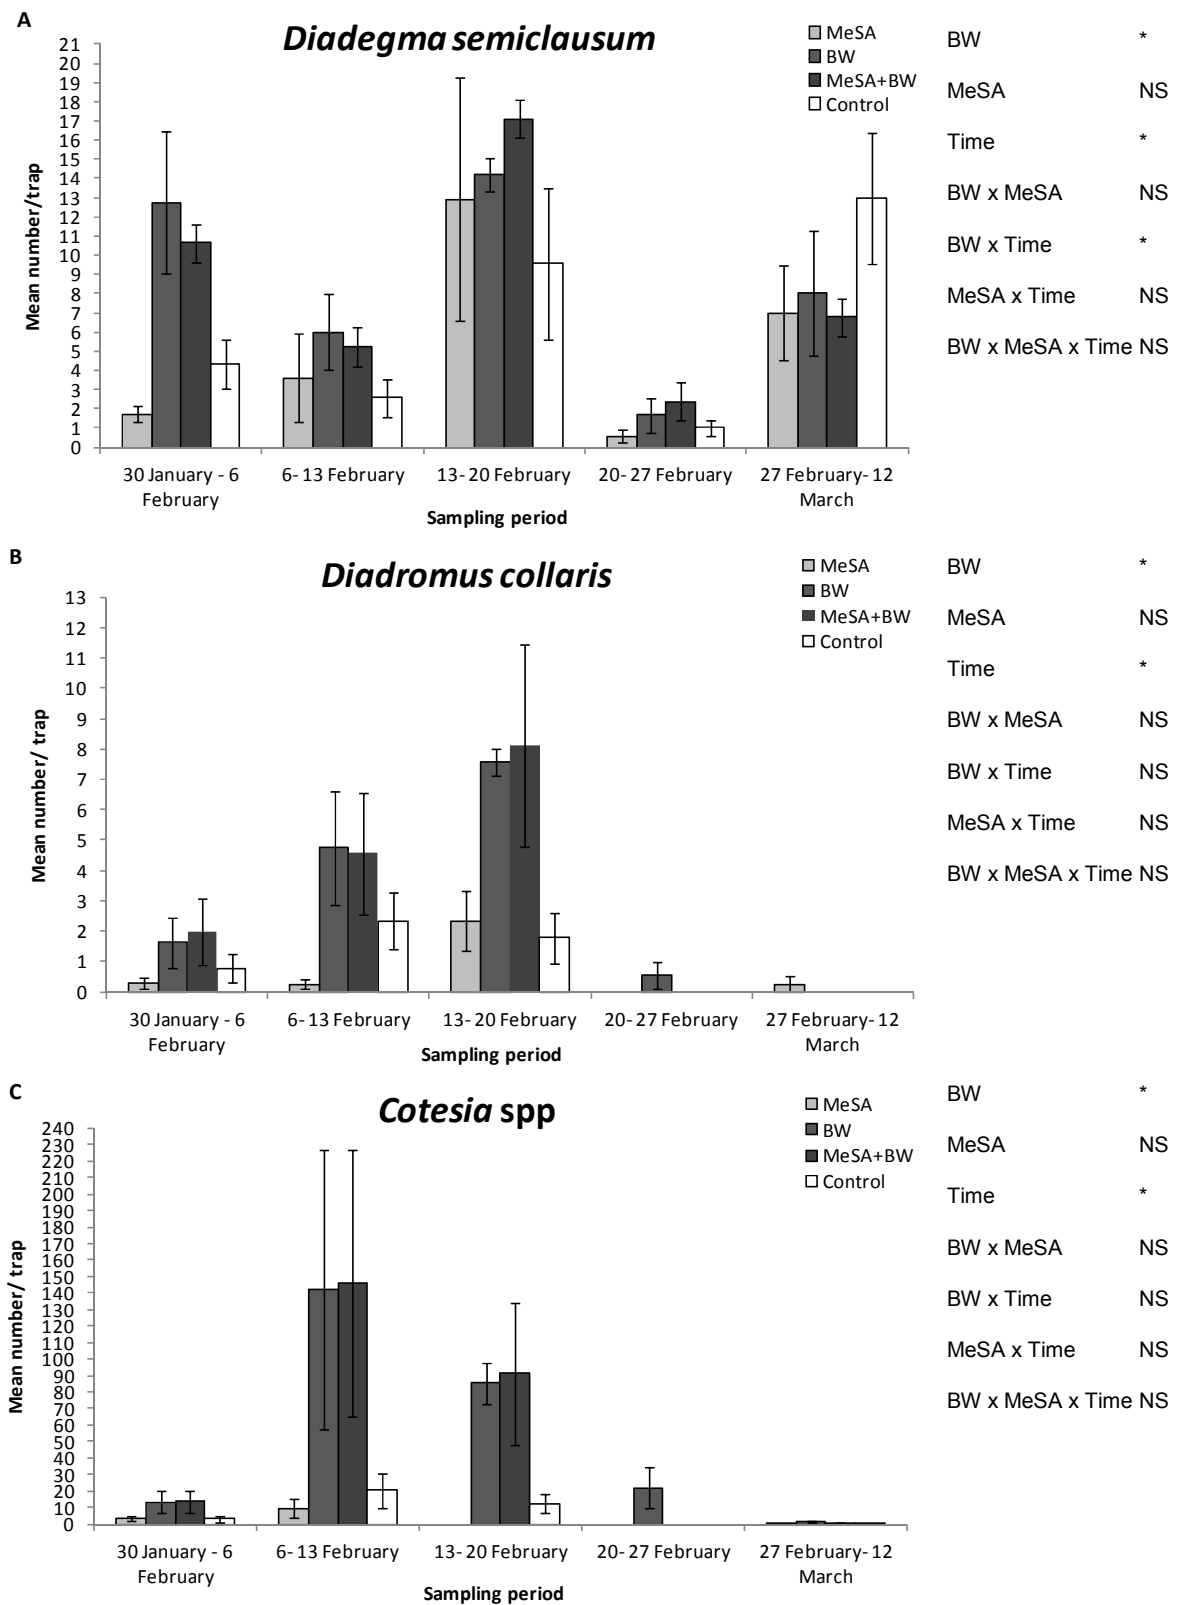 A
Diadegma semiclausum
MeSA
BW
MeSA+BW
Control
BW *
MeSA NS
Time *
BW x MeSA NS
BW x Time *
MeSA x Time NS
BW x MeSA x Time NS
Mean number/trap
21
20
19
18
17
16
15
14
13
12
11
10
9
8
7
6
5
4
3
2
1
0
30 January - 6
February
6- 13 February
13- 20 February
20- 27 February
27 February- 12
March
Sampling period
B
Diadromus collaris
MeSA
BW
MeSA+BW
Control
BW *
MeSA NS
Time *
BW x MeSA NS
BW x Time NS
MeSA x Time NS
BW x MeSA x Time NS
Mean number/ trap
13
12
11
10
9
8
7
6
5
4
3
2
1
0
30 January - 6
February
6- 13 February
13- 20 February
20- 27 February
27 February- 12
March
Sampling period
C
Cotesia spp
MeSA
BW
MeSA+BW
Control
BW *
MeSA NS
Time *
BW x MeSA NS
BW x Time NS
MeSA x Time NS
BW x MeSA x Time NS
Mean number/ trap
240
230
220
210
200
190
180
170
160
150
140
130
120
110
100
90
80
70
60
50
40
30
20
10
0
30 January - 6
February
6- 13 February
13- 20 February
20- 27 February
27 February- 12
March
Sampling period